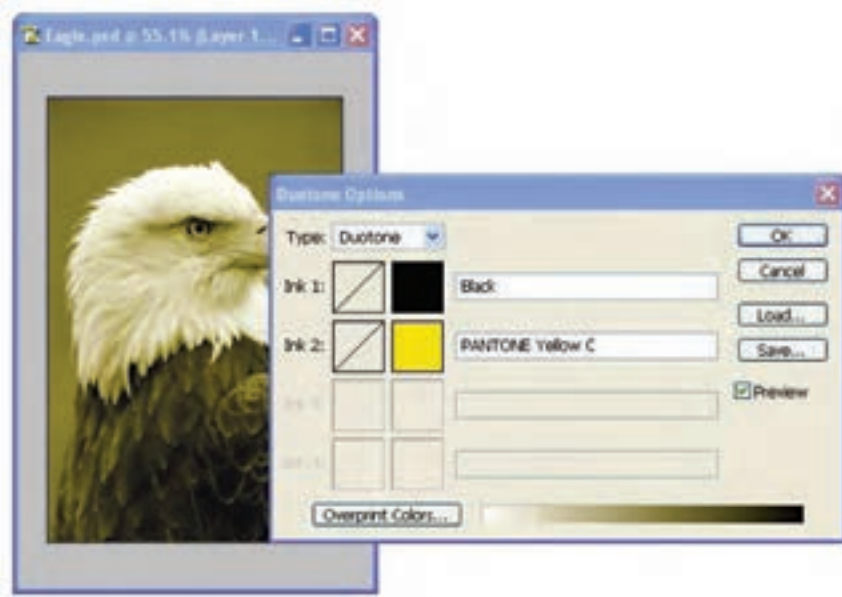 Eagle.psd @ 55.1% (Layer 1...
Duotone Options
Type: Duotone
OK
Ink 1:
Black
Cancel
Load...
Ink 2:
PANTONE Yellow C
Save...
Preview
Overprint Colors...